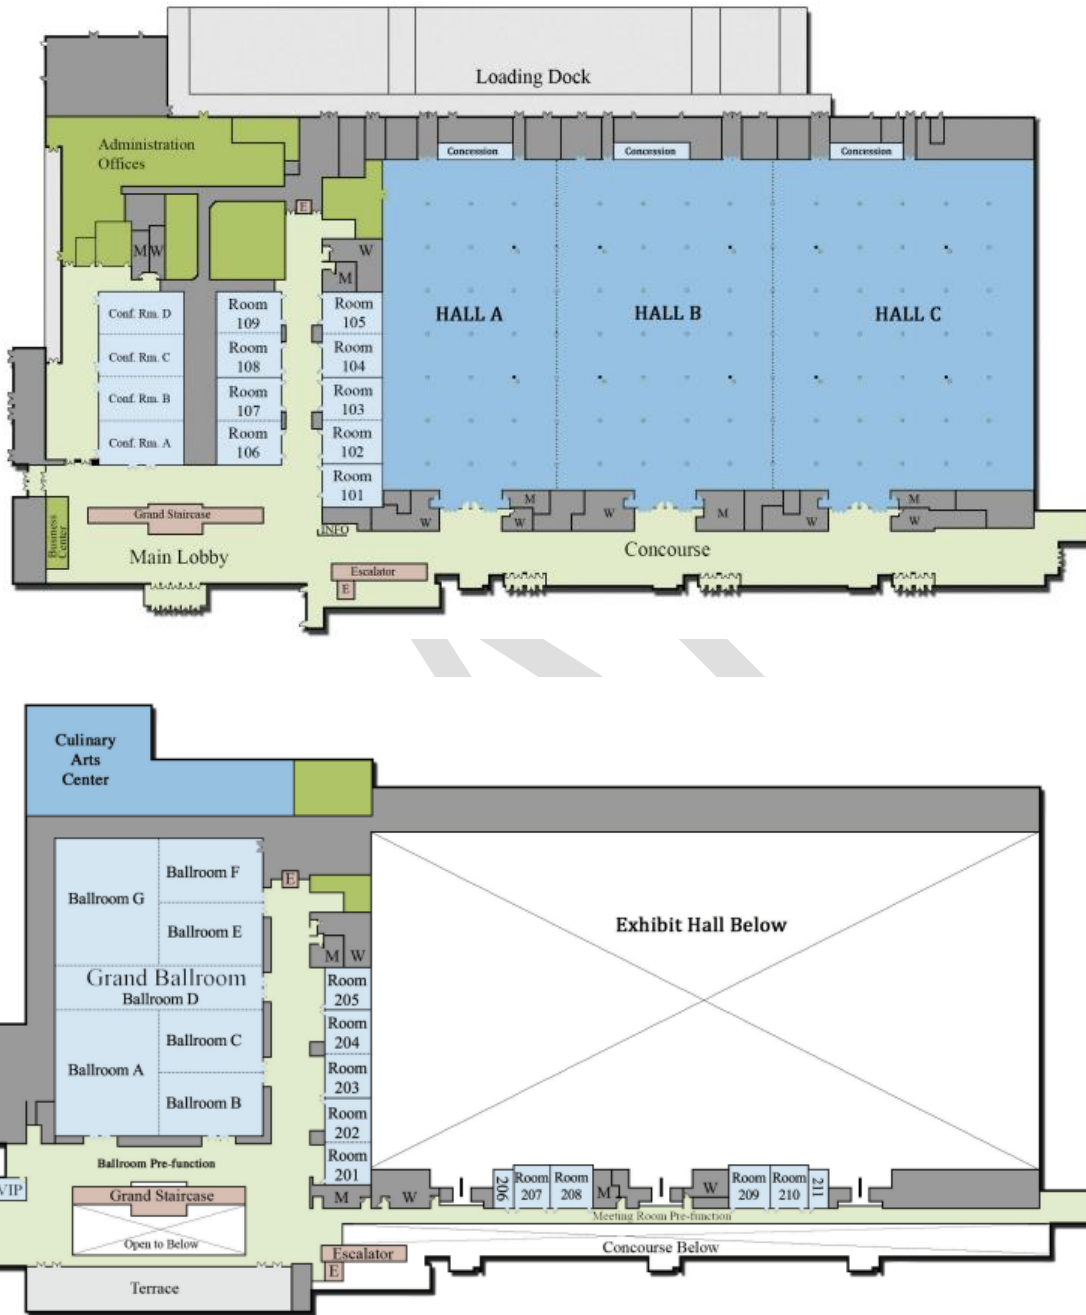 Loading Dock
Administration
Offices
Concession
Concession
Concession
E
M
W
W
M
Conf. Rm. D
Conf. Rm. C
Conf. Rm. B
Conf. Rm. A
Room
109
Room
108
Room
107
Room
106
Room
105
Room
104
Room
103
Room
102
Room
101
HALL A
HALL B
HALL C
M
W
W
W
M
W
M
W
Grand Staircase
INFO
Business
Center
Main Lobby
Concourse
Escalator
E
Culinary
Arts
Center
Ballroom G
Ballroom F
Ballroom E
Grand Ballroom
Ballroom D
Ballroom A
Ballroom C
Ballroom B
E
M
W
Room
205
Room
204
Room
203
Room
202
Room
201
Exhibit Hall Below
Ballroom Pre-function
VIP
Grand Staircase
Open to Below
M
W
206
Room
207
Room
208
M
W
Room
209
Room
210
211
Meeting Room Pre-function
Concourse Below
Escalator
E
Terrace